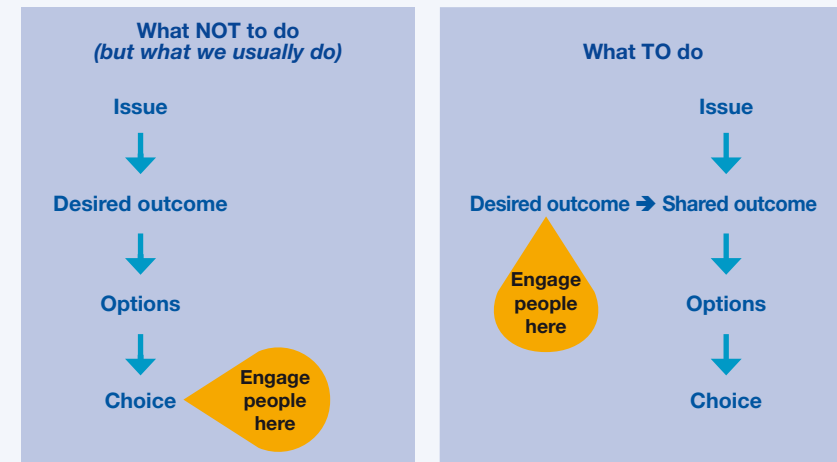 What NOT to do
(but what we usually do)
Issue
Desired outcome
Options
Choice
Engage
people
here
What TO do
Issue
Desired outcome ➔ Shared outcome
Engage
people
here
Options
Choice